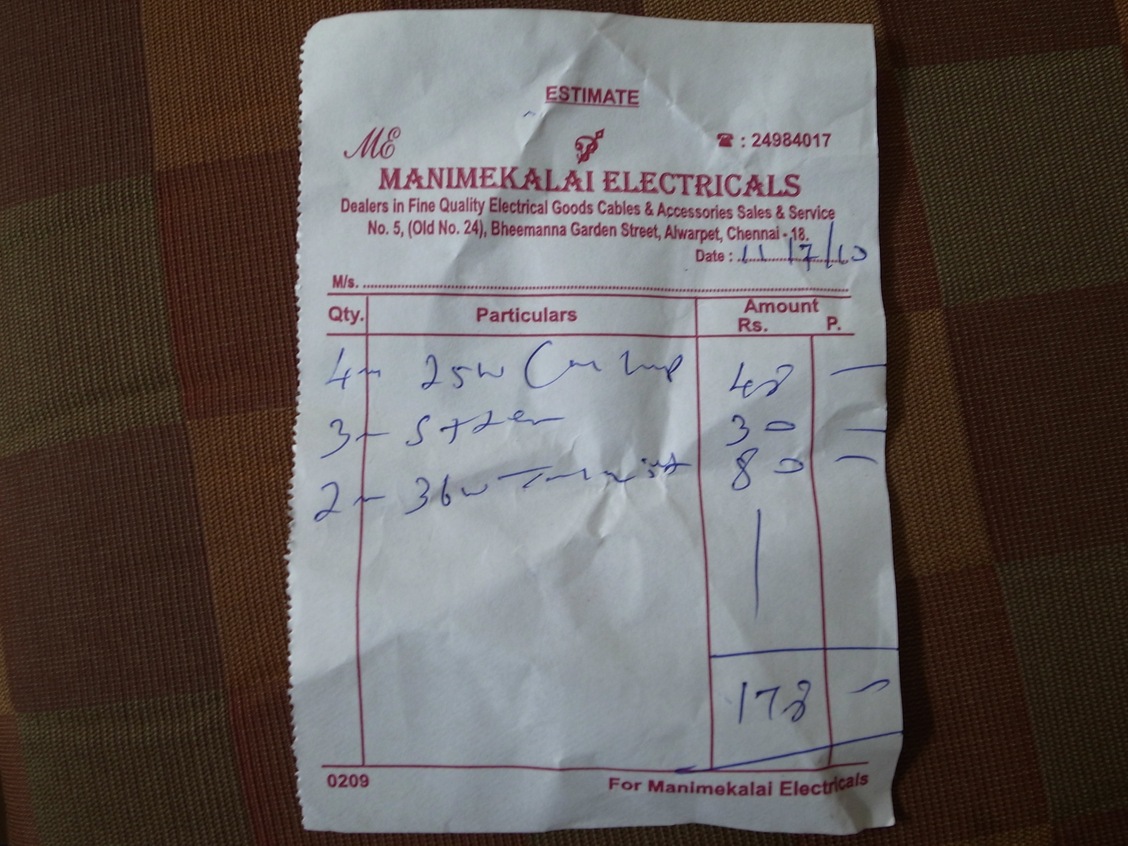 ESTIMATE
ME
☎ : 24984017
MANIMEKALAI ELECTRICALS
Dealers in Fine Quality Electrical Goods Cables & Accessories Sales & Service
No. 5, (Old No. 24), Bheemanna Garden Street, Alwarpet, Chennai - 18.
Date : 11/7/10
M/s.
Qty. Particulars Amount
Rs. P.
4 25w 48 —
3 30 —
2 36w 80 —
178 —
0209 For Manimekalai Electricals